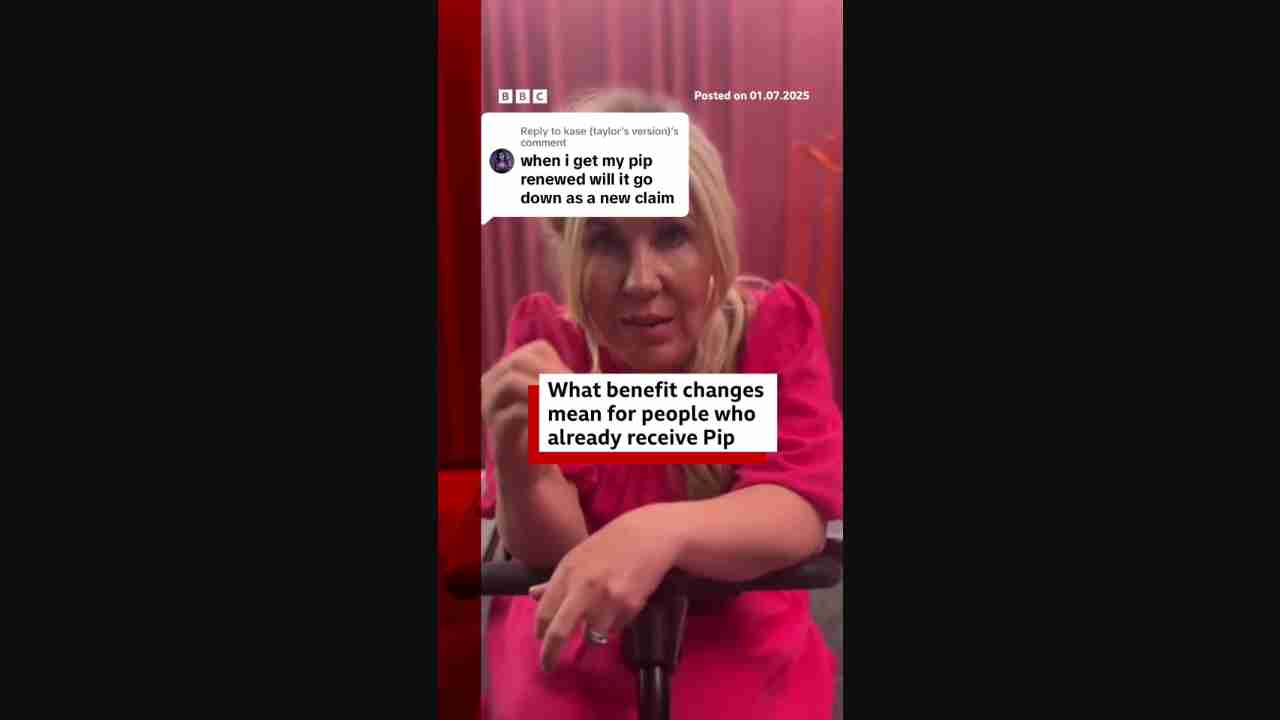 BBC
Posted on 01.07.2025
Reply to kase (taylor's version)'s
comment
when i get my pip
renewed will it go
down as a new claim
What benefit changes
mean for people who
already receive Pip